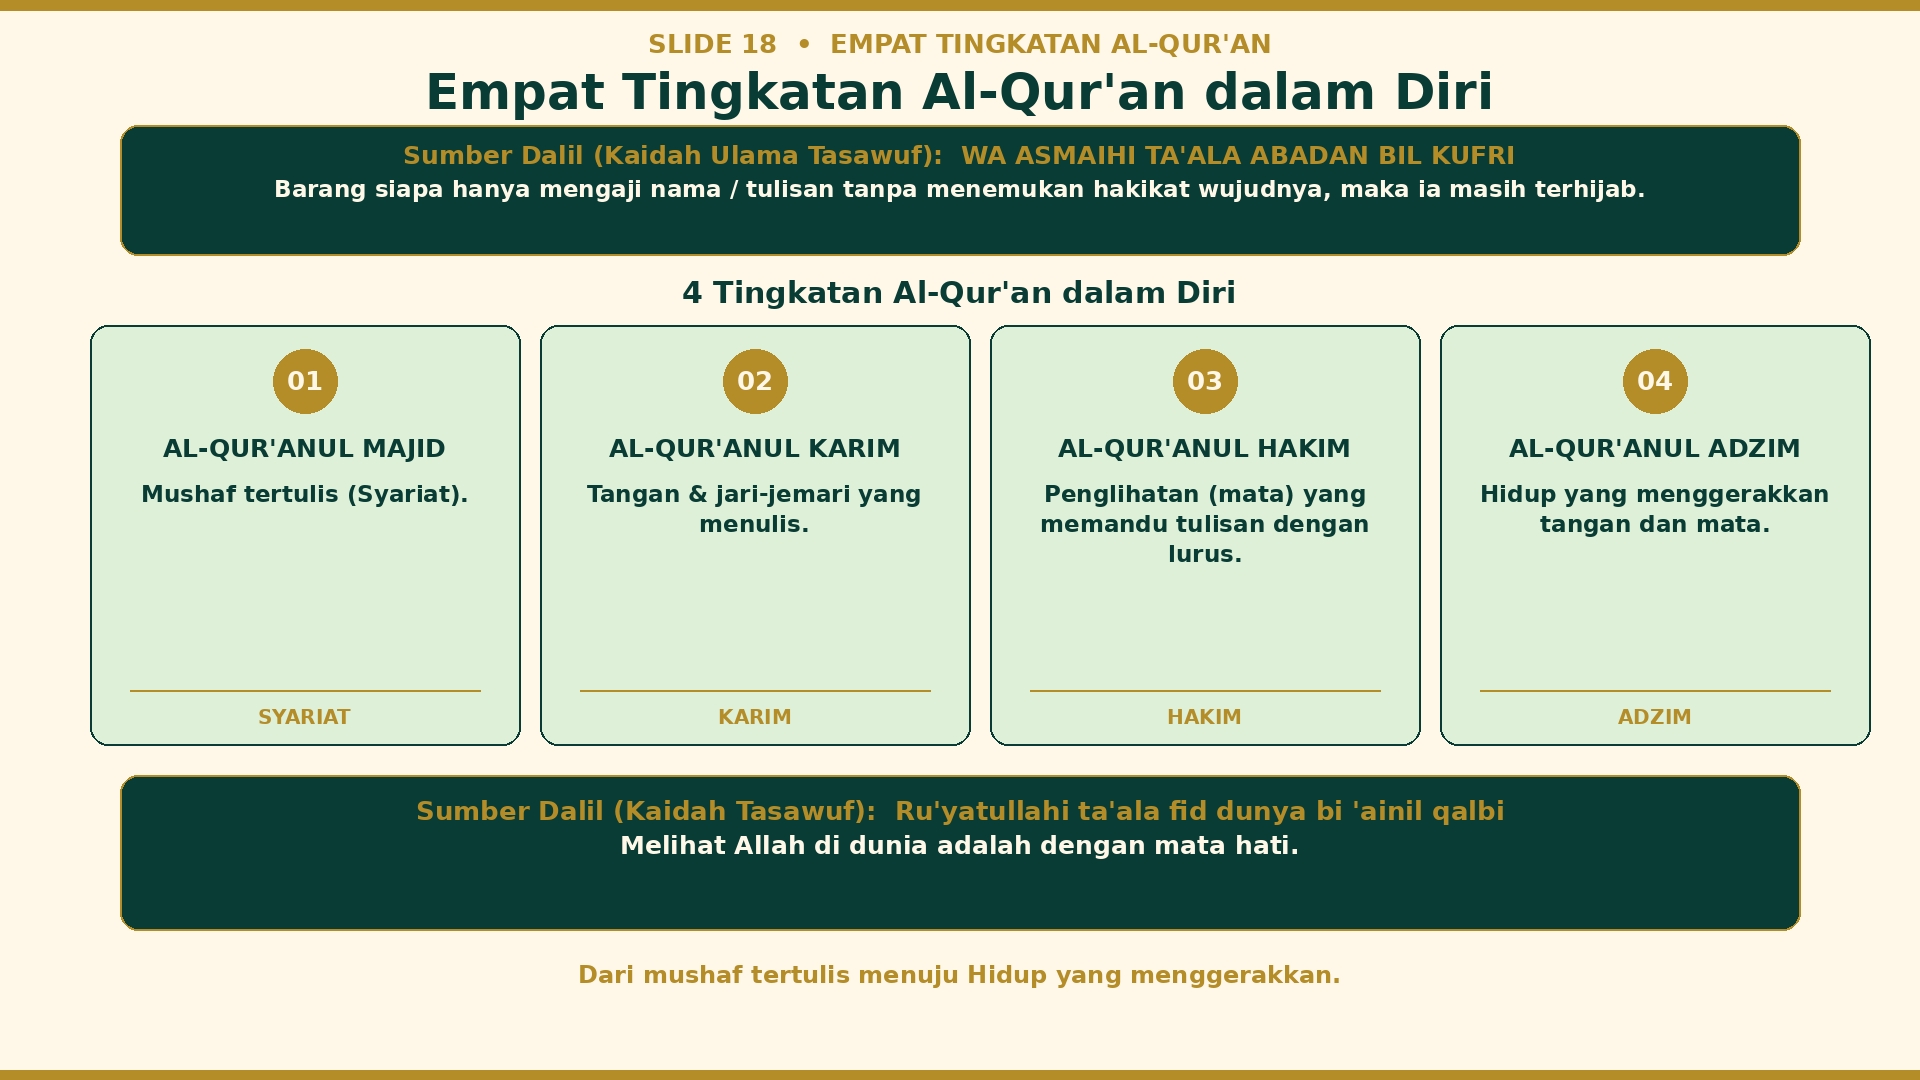 SLIDE 18 • EMPAT TINGKATAN AL-QUR'AN
Empat Tingkatan Al-Qur'an dalam Diri
Sumber Dalil (Kaidah Ulama Tasawuf): WA ASMAIHI TA'ALA ABADAN BIL KUFRI
Barang siapa hanya mengaji nama / tulisan tanpa menemukan hakikat wujudnya, maka ia masih terhijab.
4 Tingkatan Al-Qur'an dalam Diri
01
AL-QUR'ANUL MAJID
Mushaf tertulis (Syariat).
SYARIAT
02
AL-QUR'ANUL KARIM
Tangan & jari-jemari yang
menulis.
KARIM
03
AL-QUR'ANUL HAKIM
Penglihatan (mata) yang
memandu tulisan dengan
lurus.
HAKIM
04
AL-QUR'ANUL ADZIM
Hidup yang menggerakkan
tangan dan mata.
ADZIM
Sumber Dalil (Kaidah Tasawuf): Ru'yatullahi ta'ala fid dunya bi 'ainil qalbi
Melihat Allah di dunia adalah dengan mata hati.
Dari mushaf tertulis menuju Hidup yang menggerakkan.